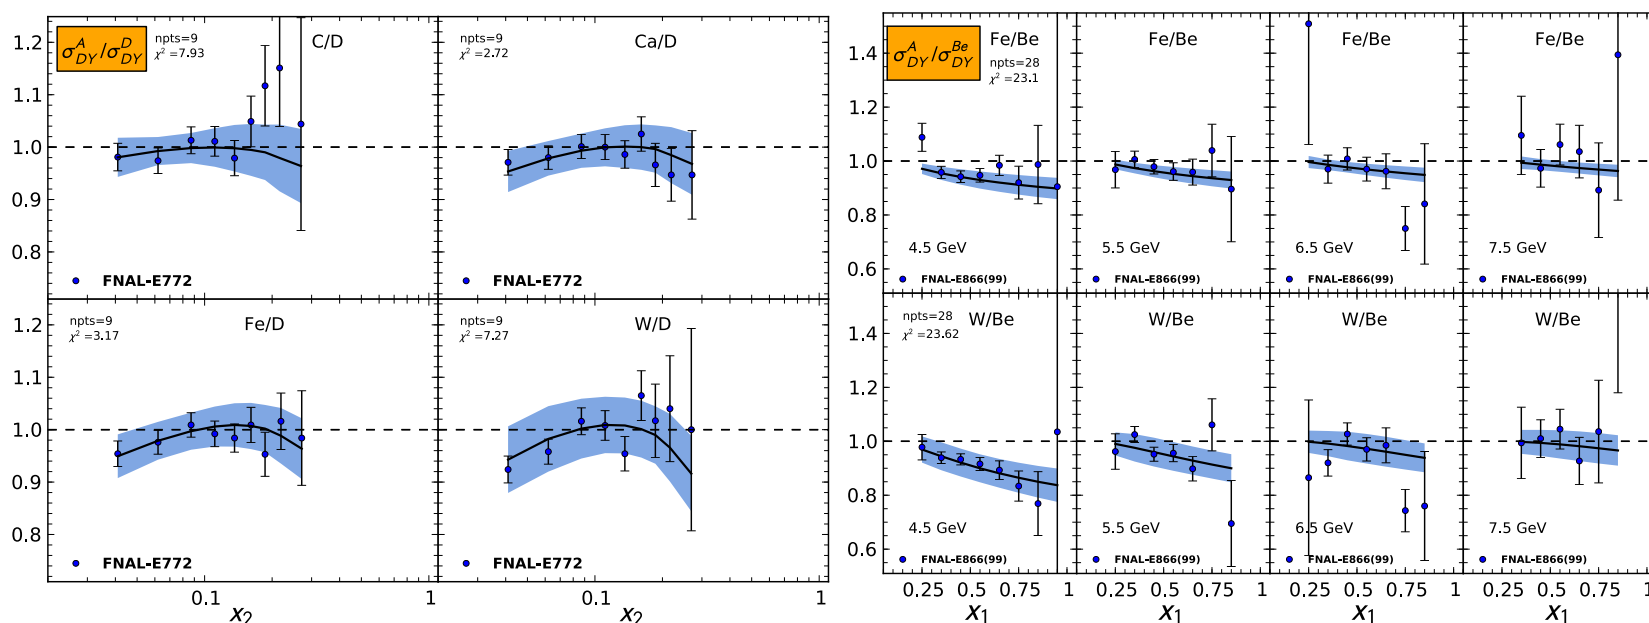 σ^A_DY/σ^D_DY
npts=9
χ² =7.93
C/D
FNAL-E772
npts=9
χ² =2.72
Ca/D
FNAL-E772
1.2
1.1
1.0
0.9
0.8
npts=9
χ² =3.17
Fe/D
FNAL-E772
npts=9
χ² =7.27
W/D
FNAL-E772
1.2
1.1
1.0
0.9
0.8
0.1
1
0.1
1
x₂
x₂
σ^A_DY/σ^Be_DY
Fe/Be
npts=28
χ² =23.1
4.5 GeV
FNAL-E866(99)
Fe/Be
5.5 GeV
FNAL-E866(99)
Fe/Be
6.5 GeV
FNAL-E866(99)
Fe/Be
7.5 GeV
FNAL-E866(99)
1.4
1.2
1.0
0.8
0.6
npts=28
χ² =23.62
W/Be
4.5 GeV
FNAL-E866(99)
W/Be
5.5 GeV
FNAL-E866(99)
W/Be
6.5 GeV
FNAL-E866(99)
W/Be
7.5 GeV
FNAL-E866(99)
1.4
1.2
1.0
0.8
0.6
0.25 0.5 0.75 1
0.25 0.5 0.75
0.25 0.5 0.75
0.25 0.5 0.75 1
x₁
x₁
x₁
x₁